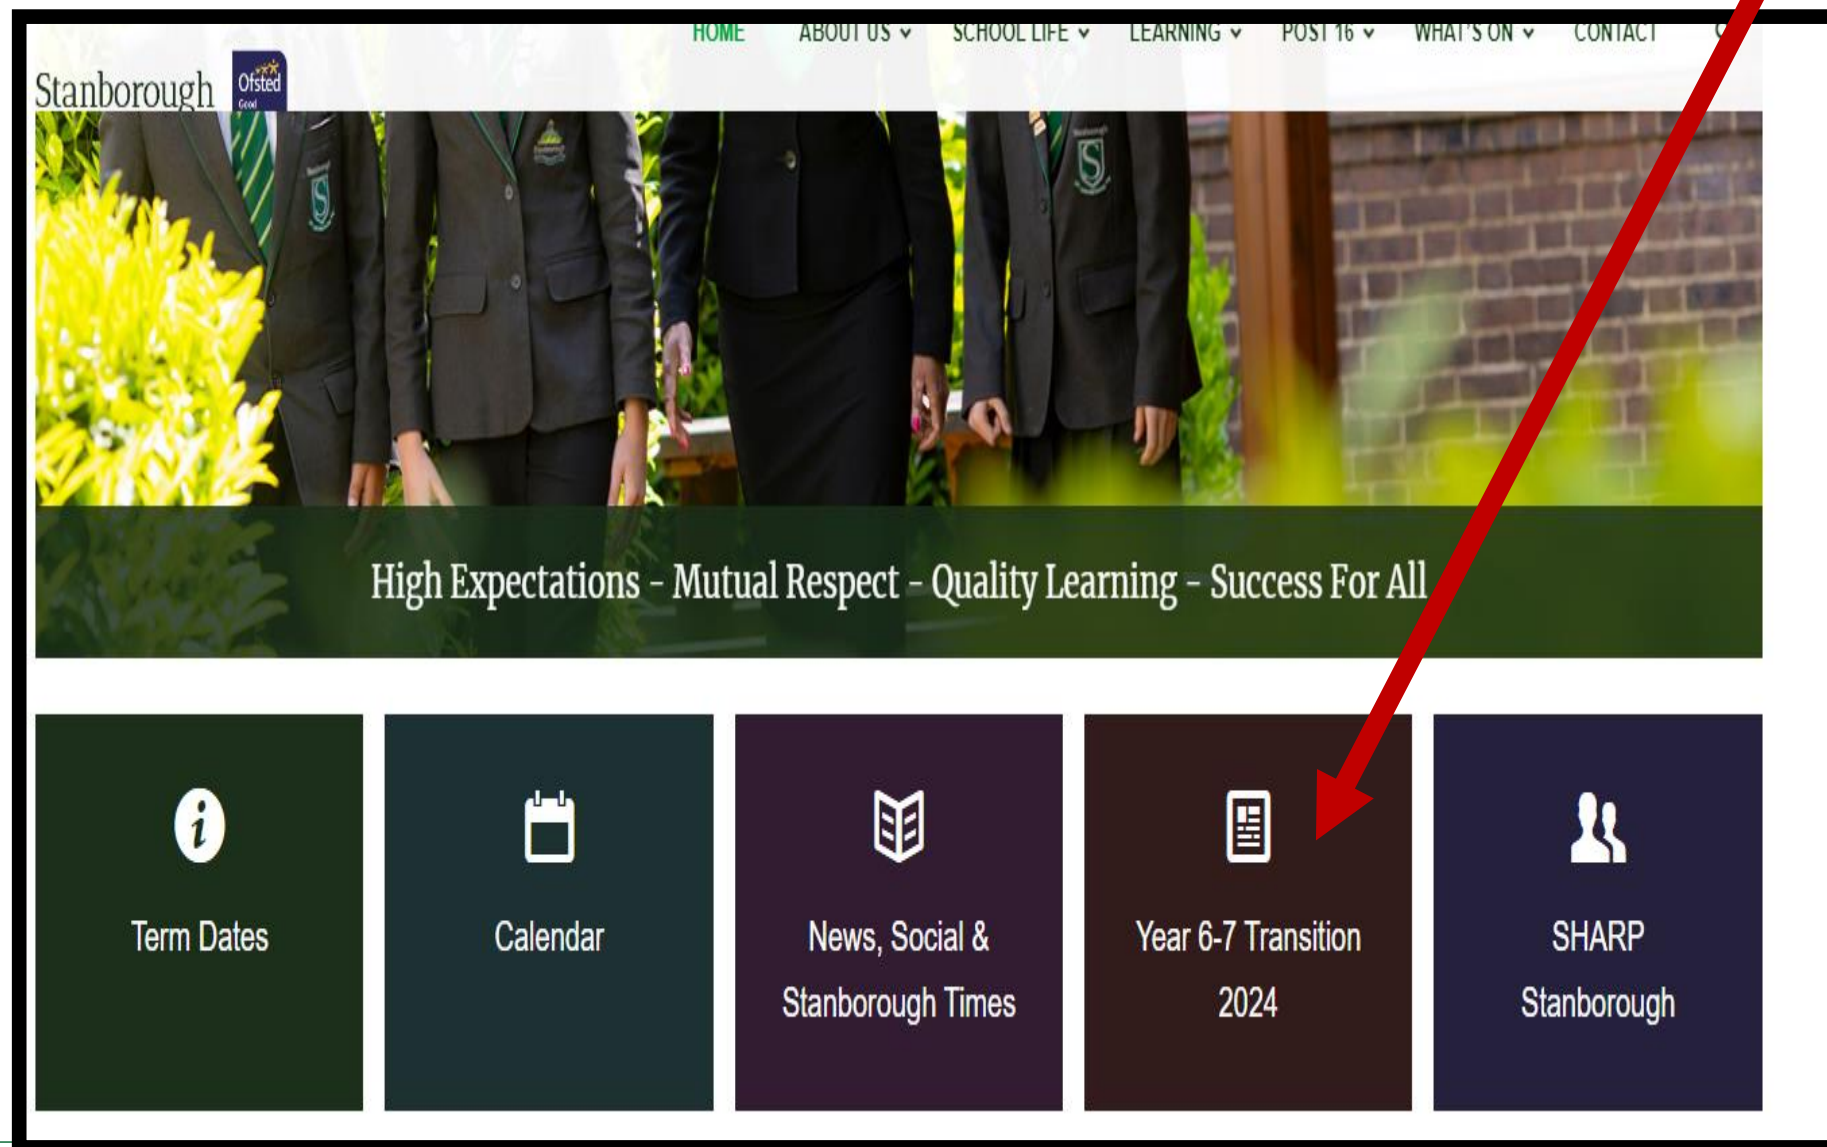 HOME ABOUT US SCHOOL LIFE LEARNING POST 16 WHAT'S ON CONTACT
Stanborough Ofsted
Good
High Expectations - Mutual Respect - Quality Learning - Success For All
Term Dates
Calendar
News, Social &
Stanborough Times
Year 6-7 Transition
2024
SHARP
Stanborough